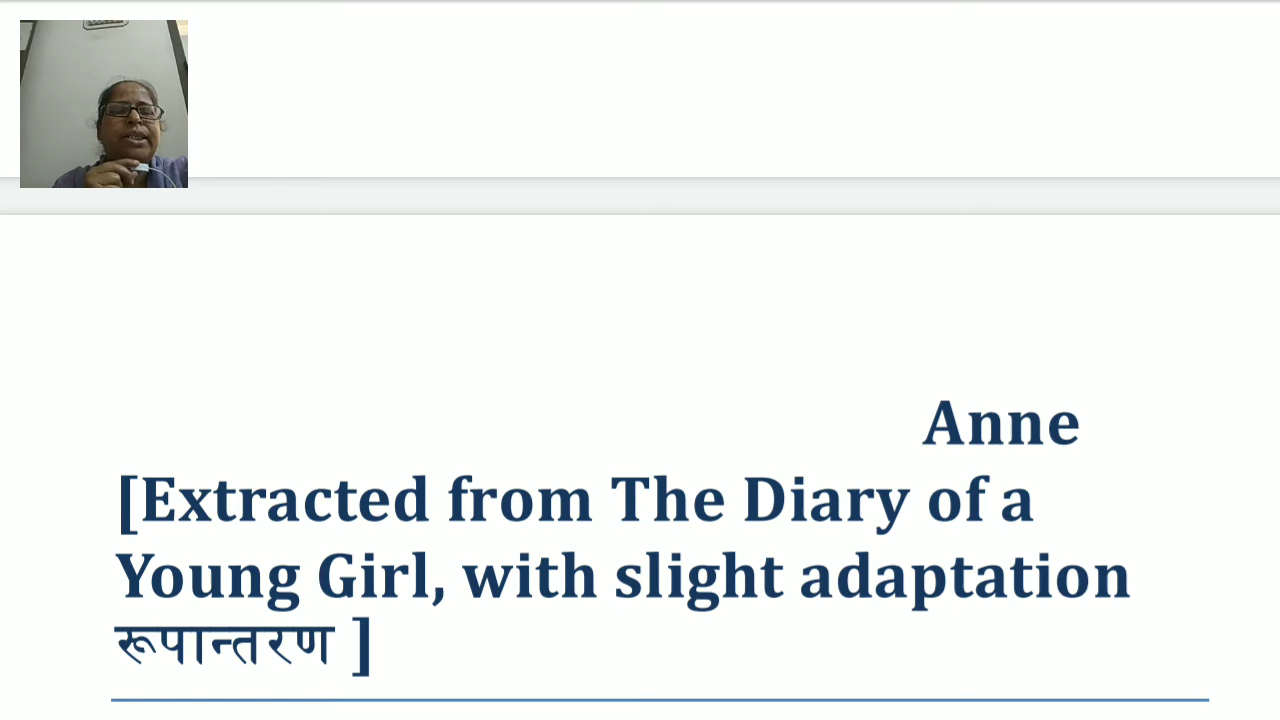 Anne
[Extracted from The Diary of a
Young Girl, with slight adaptation
रूपान्तरण ]